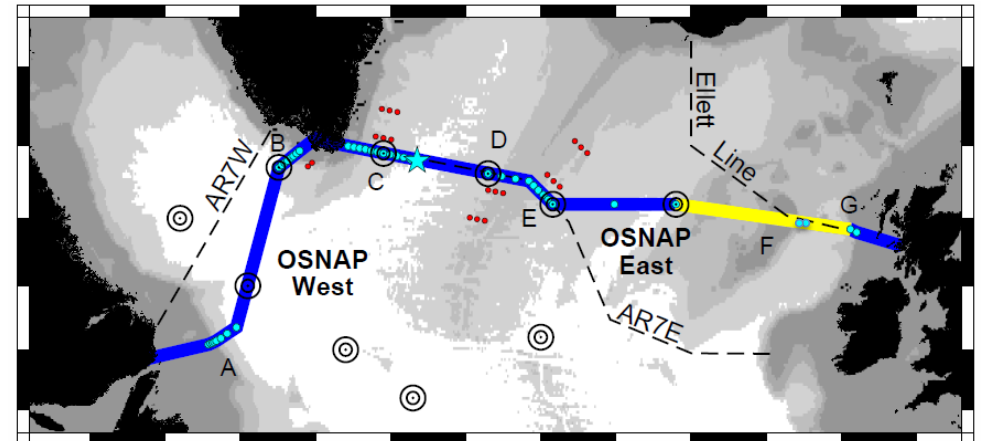 Ellett
Line
AR7W
B
C
D
E
F
G
OSNAP
West
OSNAP
East
AR7E
A